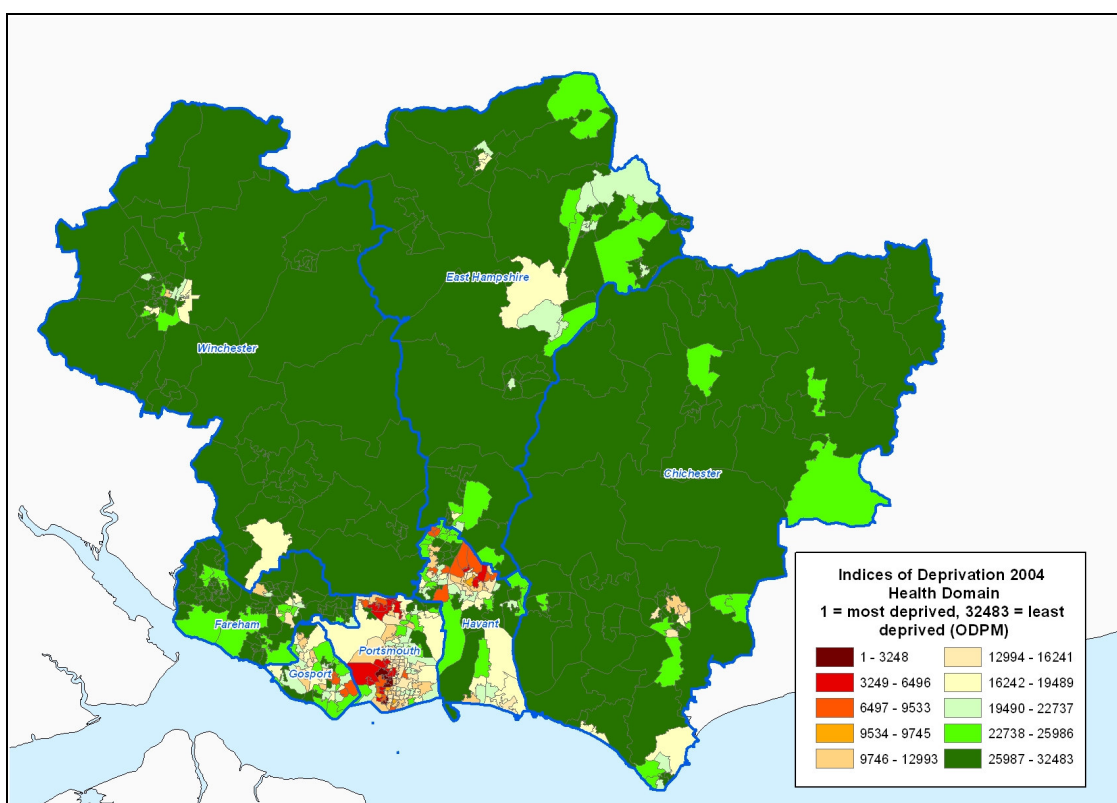 East Hampshire
Winchester
Chichester
Fareham
Havant
Portsmouth
Gosport
Indices of Deprivation 2004
Health Domain
1 = most deprived, 32483 = least
deprived (ODPM)
1 - 3248
3249 - 6496
6497 - 9533
9534 - 9745
9746 - 12993
12994 - 16241
16242 - 19489
19490 - 22737
22738 - 25986
25987 - 32483